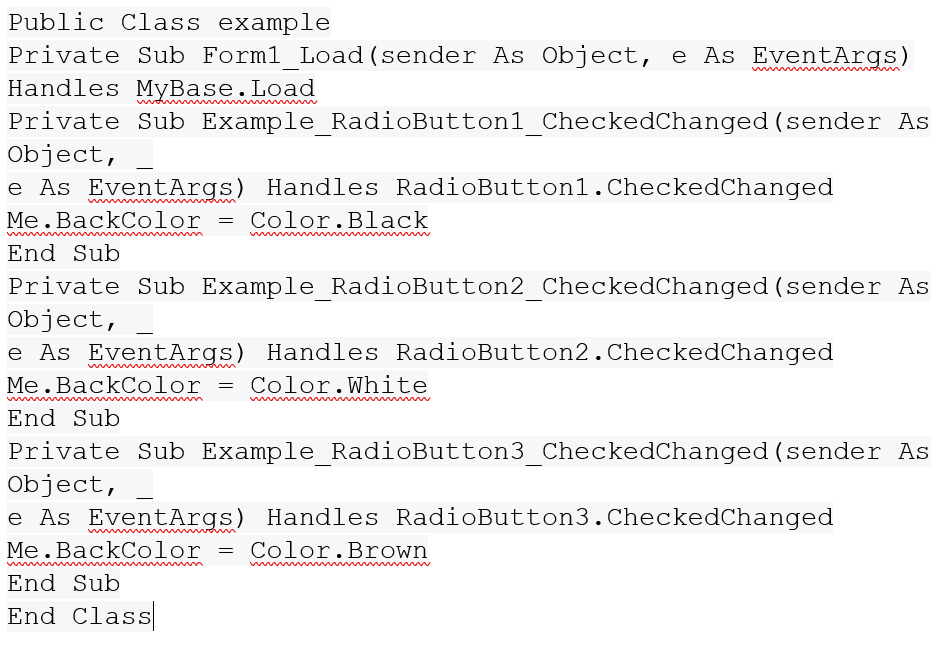 Public Class example
Private Sub Form1_Load(sender As Object, e As EventArgs)
Handles MyBase.Load
Private Sub Example_RadioButton1_CheckedChanged(sender As
Object, _
e As EventArgs) Handles RadioButton1.CheckedChanged
Me.BackColor = Color.Black
End Sub
Private Sub Example_RadioButton2_CheckedChanged(sender As
Object, _
e As EventArgs) Handles RadioButton2.CheckedChanged
Me.BackColor = Color.White
End Sub
Private Sub Example_RadioButton3_CheckedChanged(sender As
Object, _
e As EventArgs) Handles RadioButton3.CheckedChanged
Me.BackColor = Color.Brown
End Sub
End Class